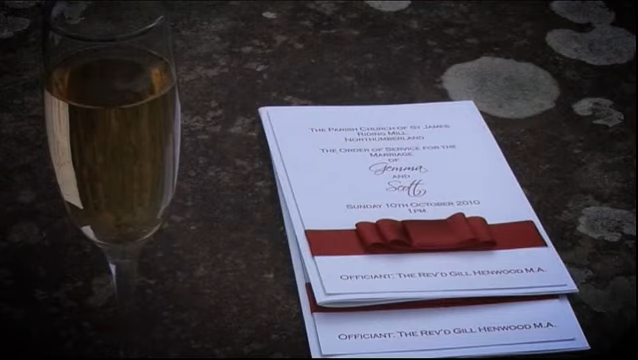 The Parish Church of St James
Riding Mill
Northumberland
The Order of Service for the
Marriage
of
Gemma
and
Scott
Sunday 10th October 2010
1pm
Officiant: The Rev'd Gill Henwood M.A.
Officiant: The Rev'd Gill Henwood M.A.